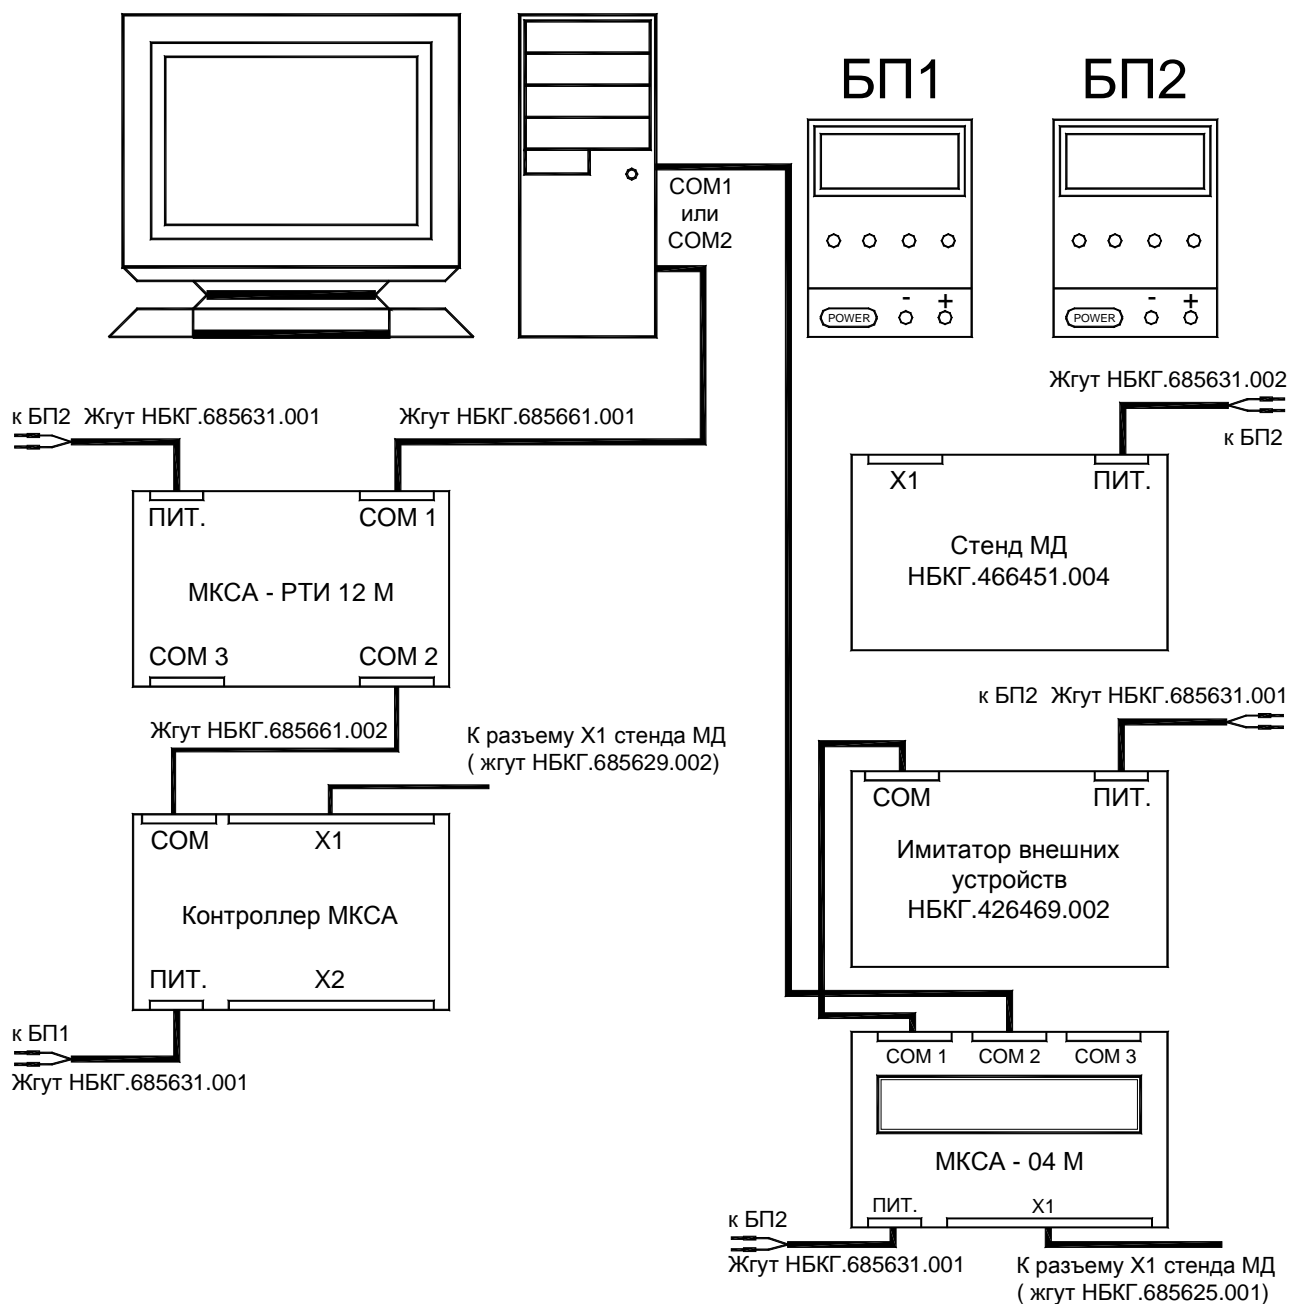 БП1
БП2
COM1
или
COM2
- +
POWER
- +
POWER
Жгут НБКГ.685631.002
к БП2
к БП2 Жгут НБКГ.685631.001
Жгут НБКГ.685661.001
ПИТ.
COM 1
МКСА - РТИ 12 М
COM 3
COM 2
X1
ПИТ.
Стенд МД
НБКГ.466451.004
Жгут НБКГ.685661.002
К разъему Х1 стенда МД
( жгут НБКГ.685629.002)
к БП2 Жгут НБКГ.685631.001
COM
X1
Контроллер МКСА
ПИТ.
X2
COM
ПИТ.
Имитатор внешних
устройств
НБКГ.426469.002
к БП1
Жгут НБКГ.685631.001
COM 1
COM 2
COM 3
МКСА - 04 М
ПИТ.
X1
к БП2
Жгут НБКГ.685631.001
К разъему Х1 стенда МД
( жгут НБКГ.685625.001)